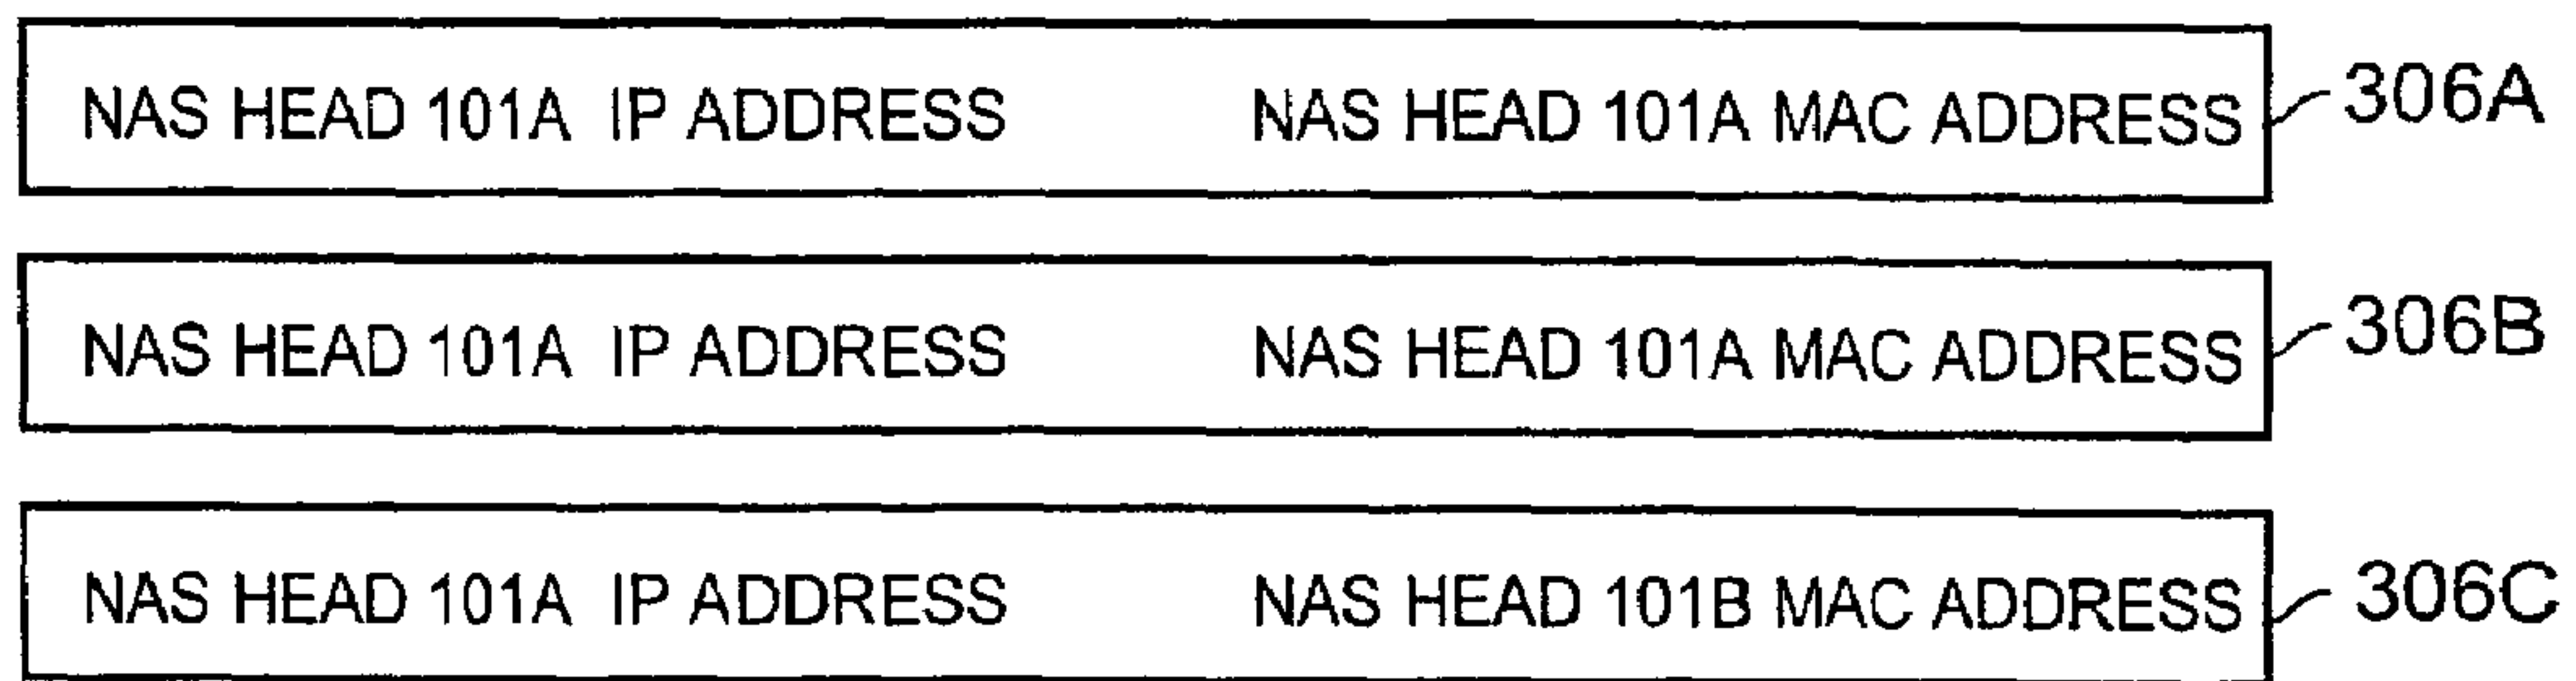 NAS HEAD 101A IP ADDRESS NAS HEAD 101A MAC ADDRESS 306A
NAS HEAD 101A IP ADDRESS NAS HEAD 101A MAC ADDRESS 306B
NAS HEAD 101A IP ADDRESS NAS HEAD 101B MAC ADDRESS 306C